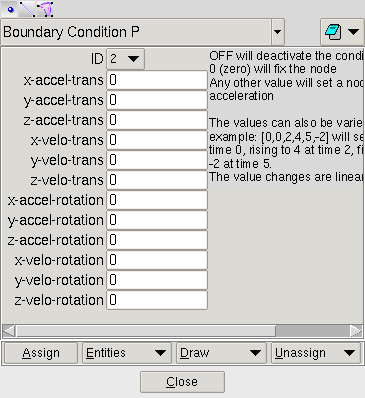 Boundary Condition P
ID 2
OFF will deactivate the condi
0 (zero) will fix the node
Any other value will set a noc
acceleration
The values can also be varie
example: [0,0,2,4,5,-2] will se
time 0, rising to 4 at time 2, fi
-2 at time 5.
The value changes are linear
x-accel-trans 0
y-accel-trans 0
z-accel-trans 0
x-velo-trans 0
y-velo-trans 0
z-velo-trans 0
x-accel-rotation 0
y-accel-rotation 0
z-accel-rotation 0
x-velo-rotation 0
y-velo-rotation 0
z-velo-rotation 0
Assign Entities Draw Unassign
Close